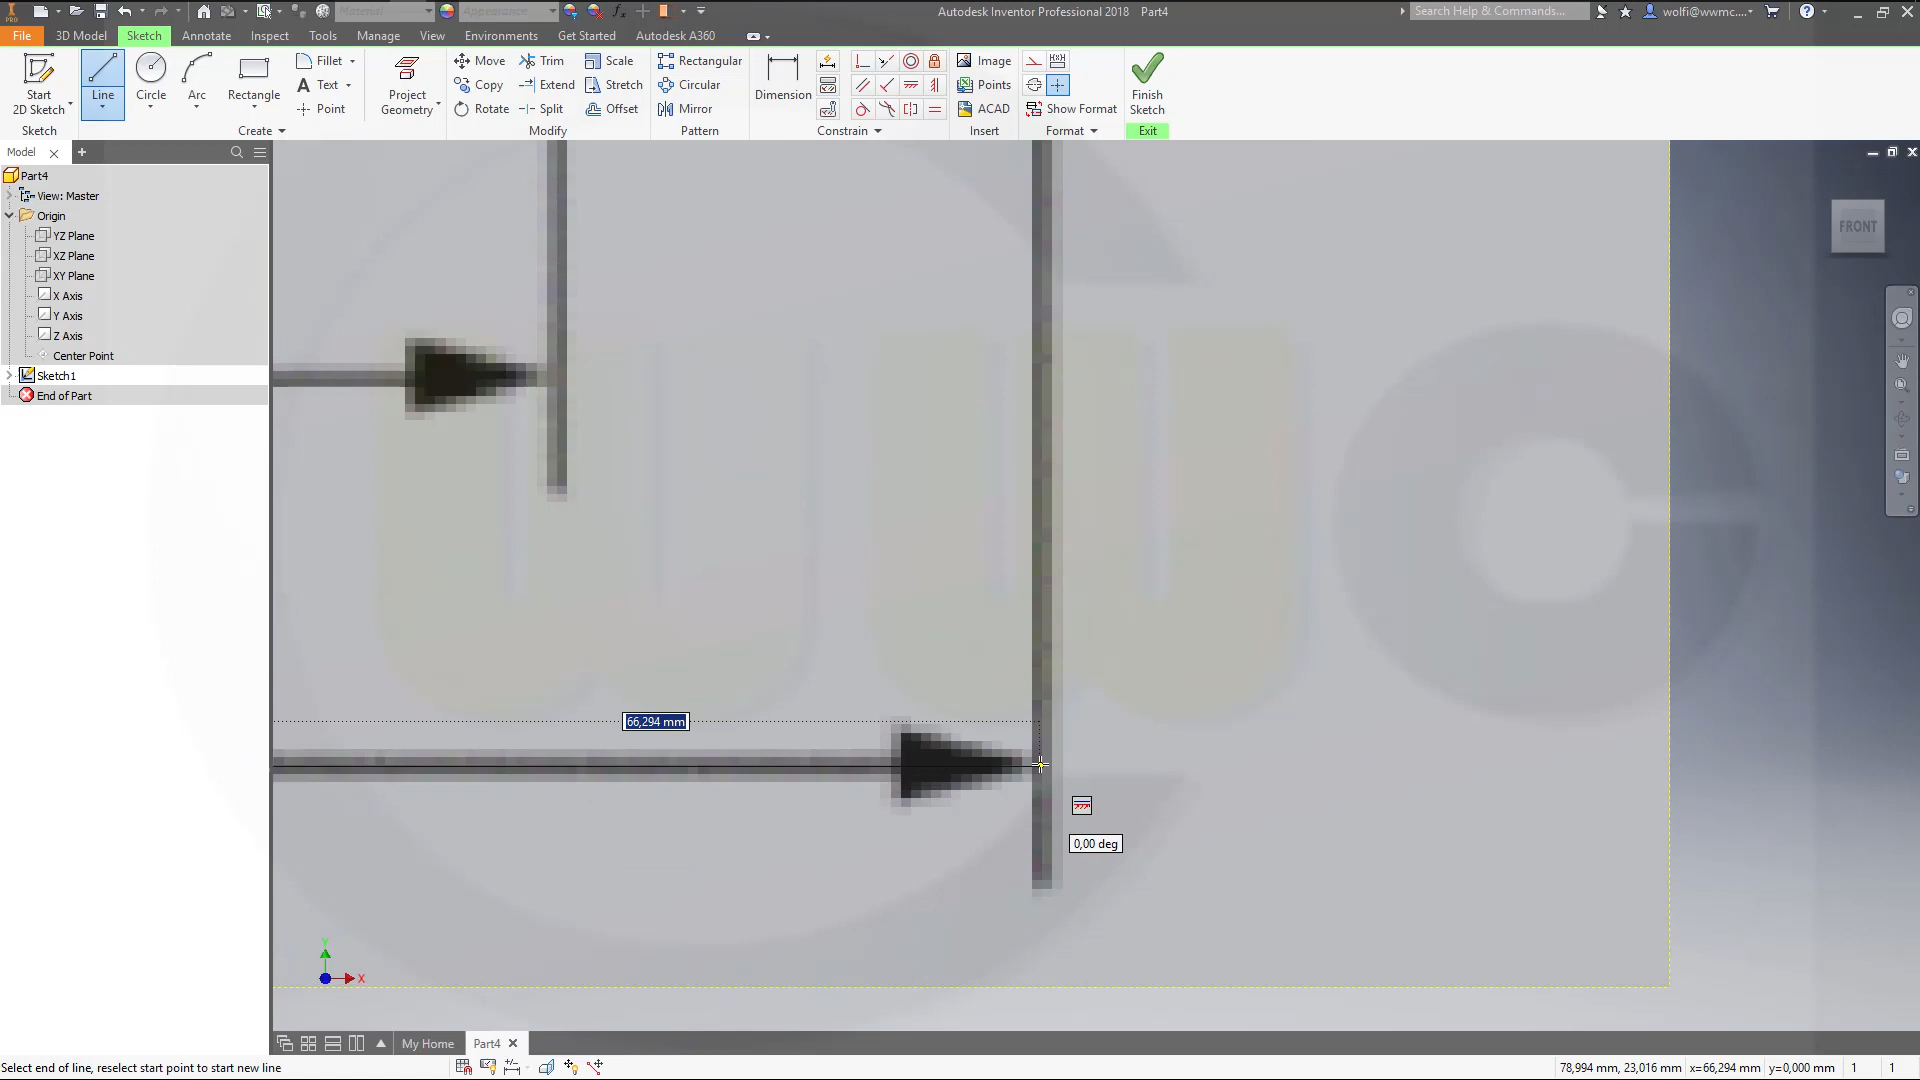 Material
Appearance
Autodesk Inventor Professional 2018 Part4
Search Help & Commands...
wolfi@wwmc....
File
3D Model
Sketch
Annotate
Inspect
Tools
Manage
View
Environments
Get Started
Autodesk A360
Start
2D Sketch
Line
Circle
Arc
Rectangle
Fillet
Text
Point
Project
Geometry
Move
Copy
Rotate
Trim
Extend
Split
Scale
Stretch
Offset
Rectangular
Circular
Mirror
Dimension
Image
Points
ACAD
Show Format
Finish
Sketch
Sketch
Create
Modify
Pattern
Constrain
Insert
Format
Exit
Model
Part4
View: Master
Origin
YZ Plane
XZ Plane
XY Plane
X Axis
Y Axis
Z Axis
Center Point
Sketch1
End of Part
FRONT
66,294 mm
0,00 deg
Y
X
My Home
Part4
Select end of line, reselect start point to start new line
78,994 mm, 23,016 mm x=66,294 mm y=0,000 mm 1 1